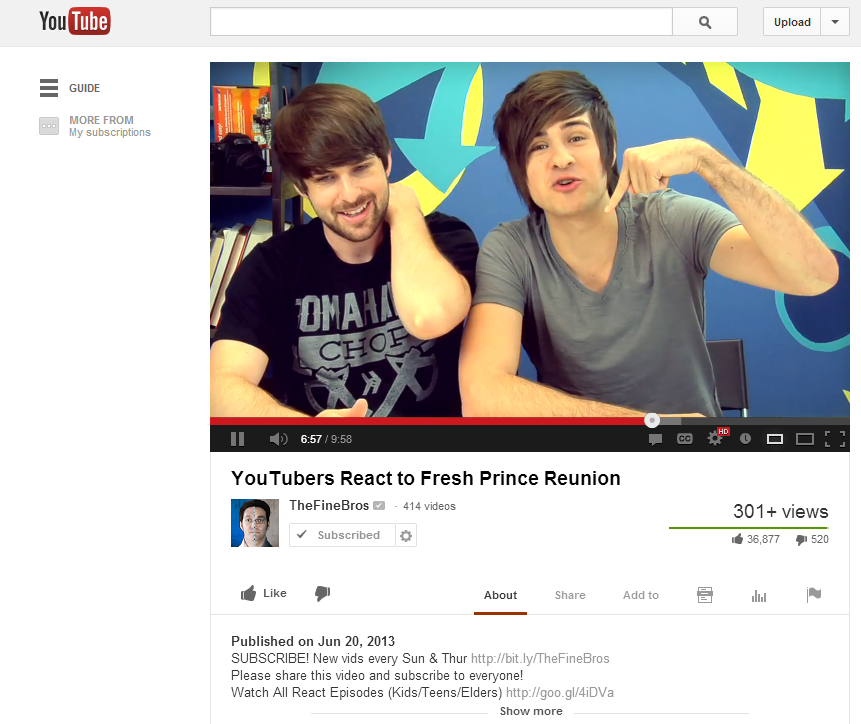 YouTube
Upload
GUIDE
MORE FROM
My subscriptions
OMAHA
CHOP
6:57 / 9:58
CC
HD
YouTubers React to Fresh Prince Reunion
TheFineBros · 414 videos
Subscribed
301+ views
36,877 520
Like
About Share Add to
Published on Jun 20, 2013
SUBSCRIBE! New vids every Sun & Thur http://bit.ly/TheFineBros
Please share this video and subscribe to everyone!
Watch All React Episodes (Kids/Teens/Elders) http://goo.gl/4iDVa
Show more